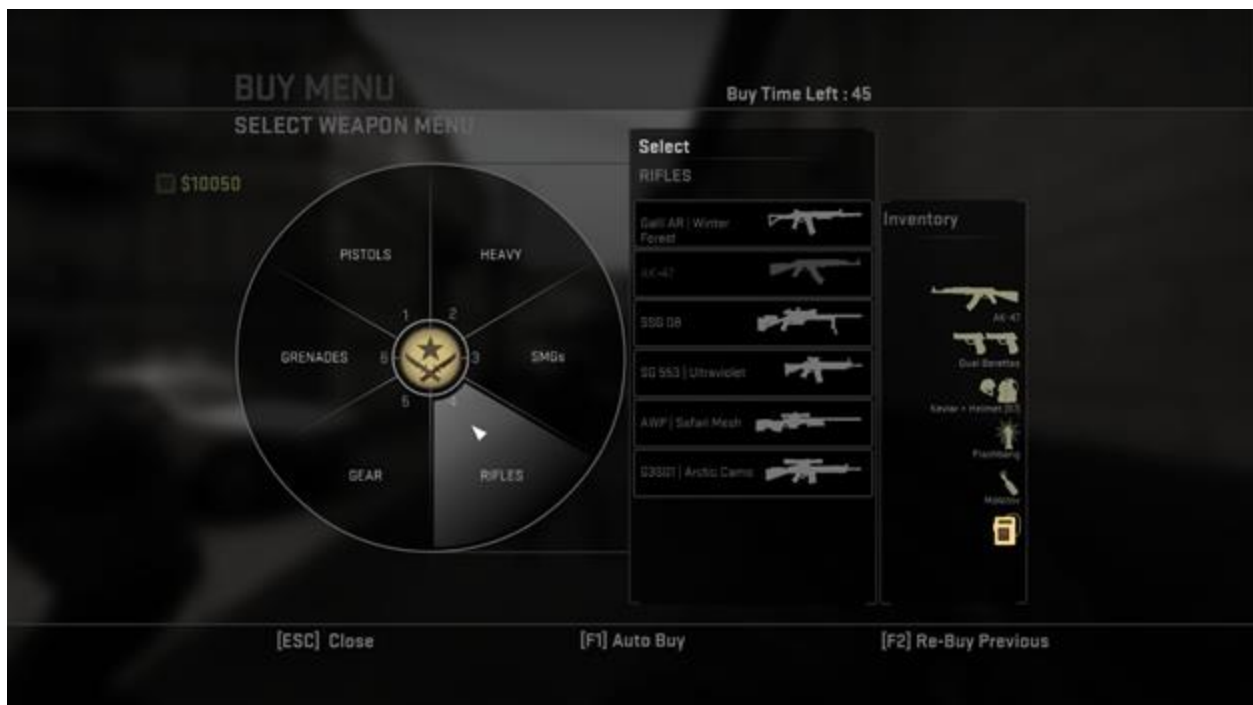 BUY MENU
Buy Time Left : 45
SELECT WEAPON MENU
$10050
Select
RIFLES
PISTOLS
HEAVY
GRENADES
SMGs
GEAR
RIFLES
1
2
6
3
5
4
Galil AR | Winter
Forest
AK-47
SSG 08
SG 553 | Ultraviolet
AWP | Safari Mesh
G3SG1 | Arctic Camo
Inventory
AK-47
Dual Berettas
Kevlar + Helmet
Flashbang
Molotov
[ESC] Close
[F1] Auto Buy
[F2] Re-Buy Previous